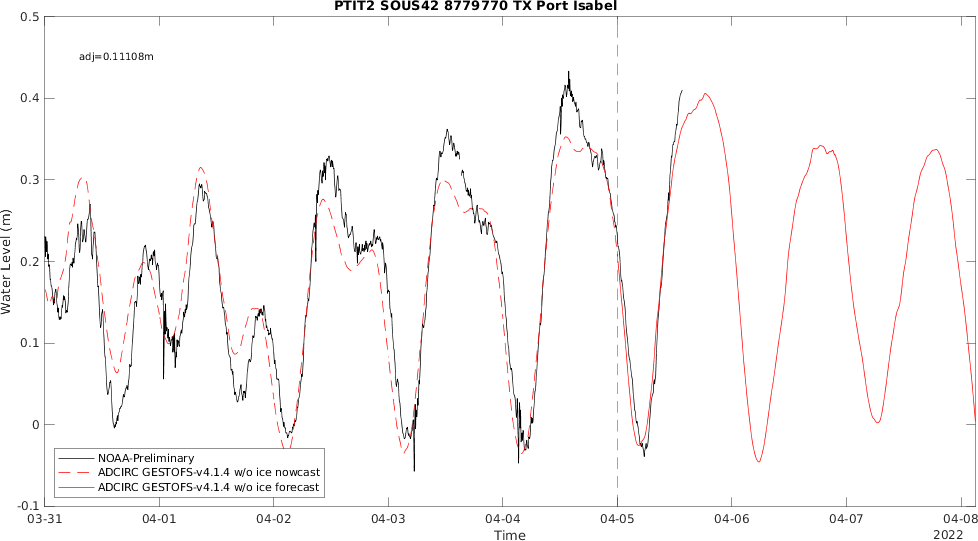 PTIT2 SOUS42 8779770 TX Port Isabel
0.5
0.4
0.3
0.2
0.1
0
-0.1
Water Level (m)
adj=0.11108m
NOAA-Preliminary
ADCIRC GESTOFS-v4.1.4 w/o ice nowcast
ADCIRC GESTOFS-v4.1.4 w/o ice forecast
03-31 04-01 04-02 04-03 04-04 04-05 04-06 04-07 04-08
Time
2022